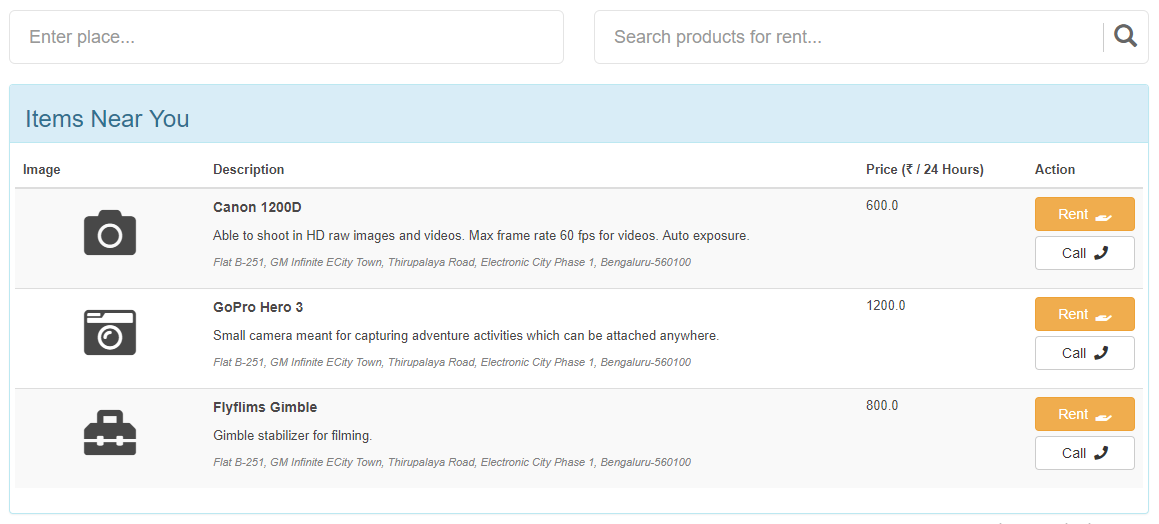 Enter place...
Search products for rent...
Items Near You
Image Description Price (₹ / 24 Hours) Action
Canon 1200D
600.0
Rent
Able to shoot in HD raw images and videos. Max frame rate 60 fps for videos. Auto exposure.
Call
Flat B-251, GM Infinite ECity Town, Thirupalaya Road, Electronic City Phase 1, Bengaluru-560100
GoPro Hero 3
1200.0
Rent
Small camera meant for capturing adventure activities which can be attached anywhere.
Call
Flat B-251, GM Infinite ECity Town, Thirupalaya Road, Electronic City Phase 1, Bengaluru-560100
Flyflims Gimble
800.0
Rent
Gimble stabilizer for filming.
Call
Flat B-251, GM Infinite ECity Town, Thirupalaya Road, Electronic City Phase 1, Bengaluru-560100